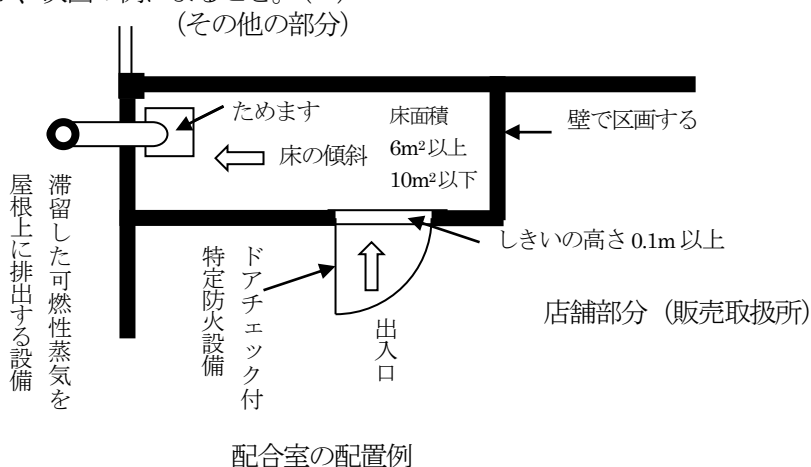 (その他の部分)
ためます
床の傾斜
床面積
6m²以上
10m²以下
壁で区画する
しきいの高さ 0.1m 以上
滞留した可燃性蒸気を
屋根上に排出する設備
ドアチェック付
特定防火設備
出入口
店舗部分(販売取扱所)
配合室の配置例